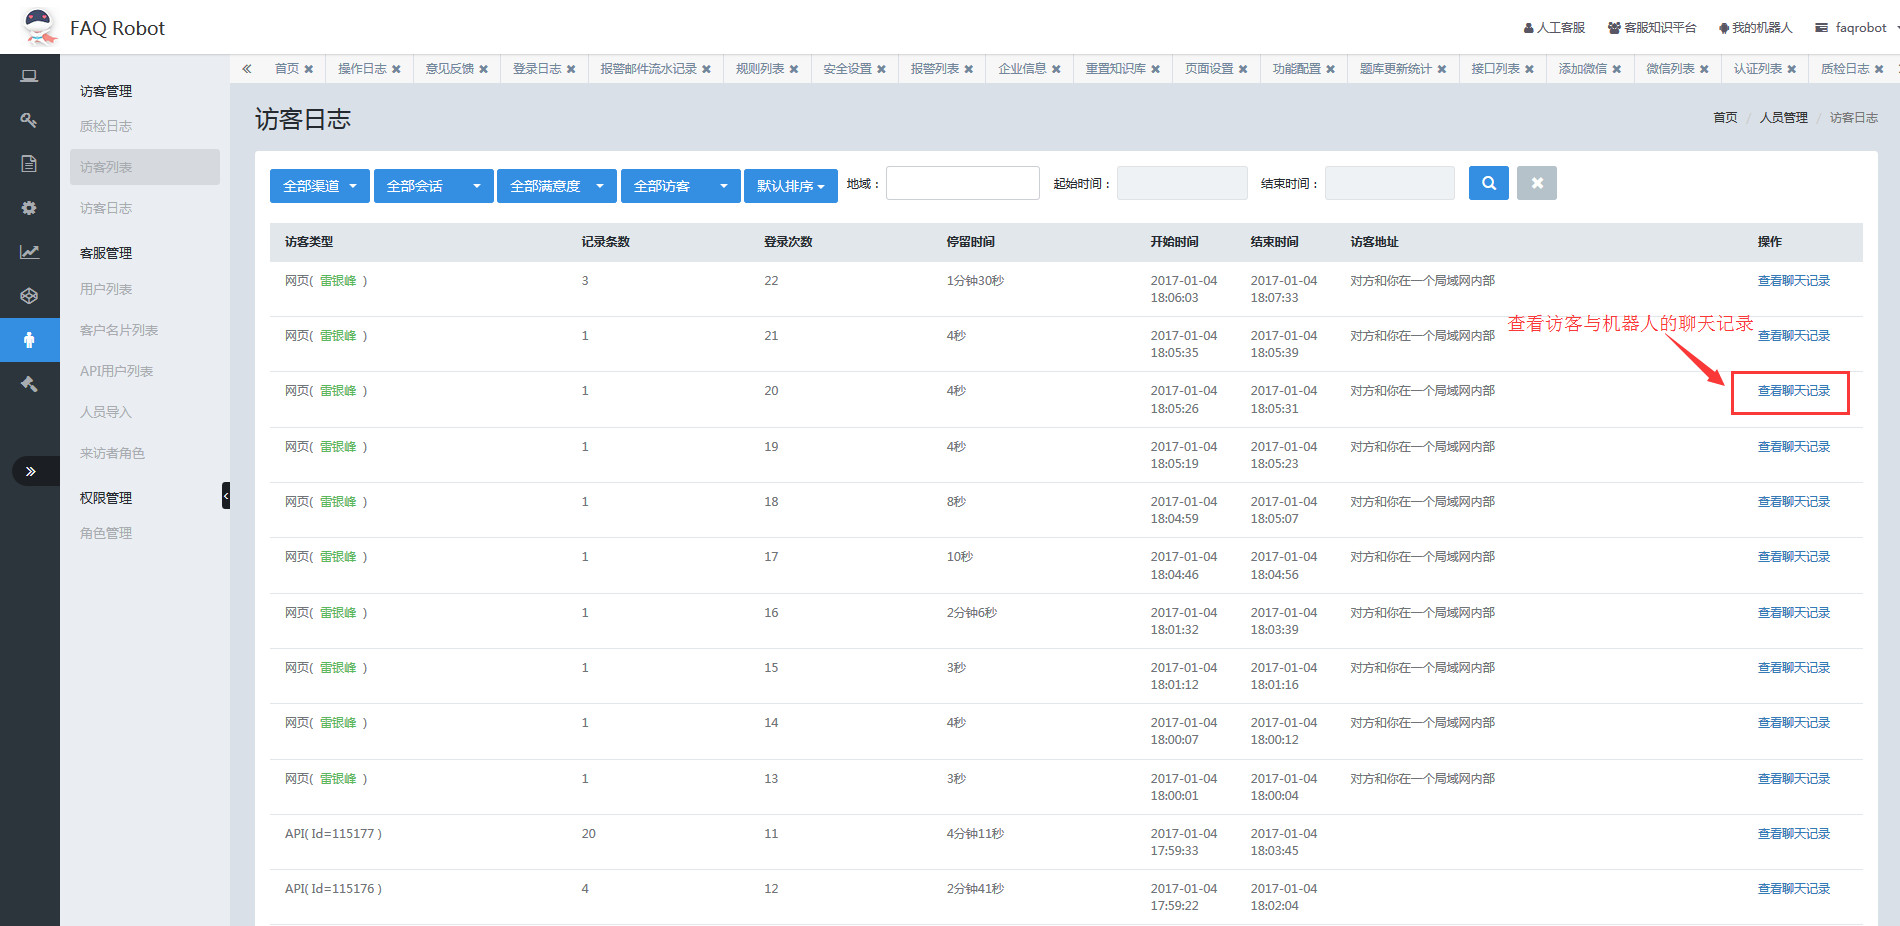 FAQ Robot
人工客服 客服知识平台 我的机器人 faqrobot
首页 操作日志 意见反馈 登录日志 报警邮件流水记录 规则列表 安全设置 报警列表 企业信息 重置知识库 页面设置 功能配置 题库更新统计 接口列表 添加微信 微信列表 认证列表 质检日志
访客管理
质检日志
访客列表
访客日志
客服管理
用户列表
客户名片列表
API用户列表
人员导入
来访者角色
权限管理
角色管理
访客日志
首页 / 人员管理 / 访客日志
全部渠道 全部会话 全部满意度 全部访客 默认排序 地域： 起始时间： 结束时间：
访客类型 记录条数 登录次数 停留时间 开始时间 结束时间 访客地址 操作
网页( 雷银峰 ) 3 22 1分钟30秒 2017-01-04 18:06:03 2017-01-04 18:07:33 对方和你在一个局域网内部 查看聊天记录
查看访客与机器人的聊天记录
网页( 雷银峰 ) 1 21 4秒 2017-01-04 18:05:35 2017-01-04 18:05:39 对方和你在一个局域网内部 查看聊天记录
网页( 雷银峰 ) 1 20 4秒 2017-01-04 18:05:26 2017-01-04 18:05:31 对方和你在一个局域网内部 查看聊天记录
网页( 雷银峰 ) 1 19 4秒 2017-01-04 18:05:19 2017-01-04 18:05:23 对方和你在一个局域网内部 查看聊天记录
网页( 雷银峰 ) 1 18 8秒 2017-01-04 18:04:59 2017-01-04 18:05:07 对方和你在一个局域网内部 查看聊天记录
网页( 雷银峰 ) 1 17 10秒 2017-01-04 18:04:46 2017-01-04 18:04:56 对方和你在一个局域网内部 查看聊天记录
网页( 雷银峰 ) 1 16 2分钟6秒 2017-01-04 18:01:32 2017-01-04 18:03:39 对方和你在一个局域网内部 查看聊天记录
网页( 雷银峰 ) 1 15 3秒 2017-01-04 18:01:12 2017-01-04 18:01:16 对方和你在一个局域网内部 查看聊天记录
网页( 雷银峰 ) 1 14 4秒 2017-01-04 18:00:07 2017-01-04 18:00:12 对方和你在一个局域网内部 查看聊天记录
网页( 雷银峰 ) 1 13 3秒 2017-01-04 18:00:01 2017-01-04 18:00:04 对方和你在一个局域网内部 查看聊天记录
API( Id=115177 ) 20 11 4分钟11秒 2017-01-04 17:59:33 2017-01-04 18:03:45 查看聊天记录
API( Id=115176 ) 4 12 2分钟41秒 2017-01-04 17:59:22 2017-01-04 18:02:04 查看聊天记录